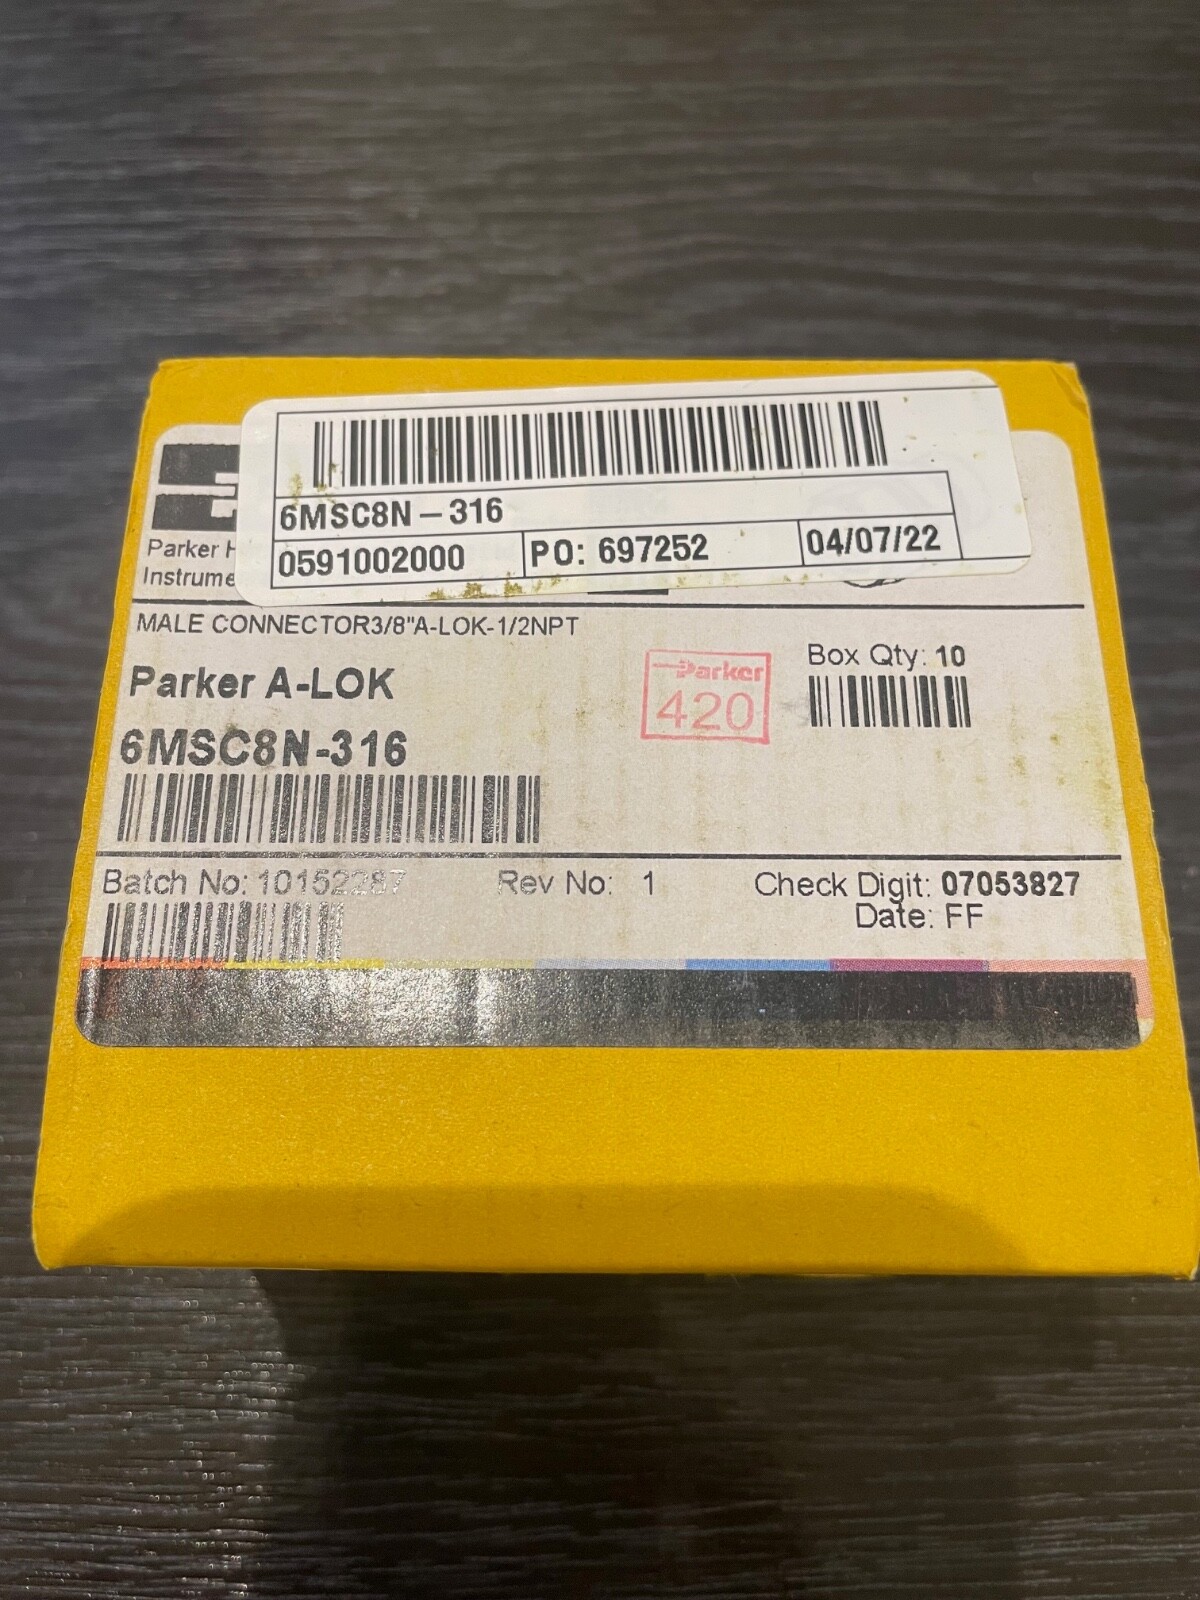 6MSC8N – 316
0591002000 PO: 697252 04/07/22
Parker
Instrume
MALE CONNECTOR3/8"A-LOK-1/2NPT
Parker A-LOK
6MSC8N-316
Parker
420
Box Qty: 10
Batch No: 10152287 Rev No: 1 Check Digit: 07053827
Date: FF